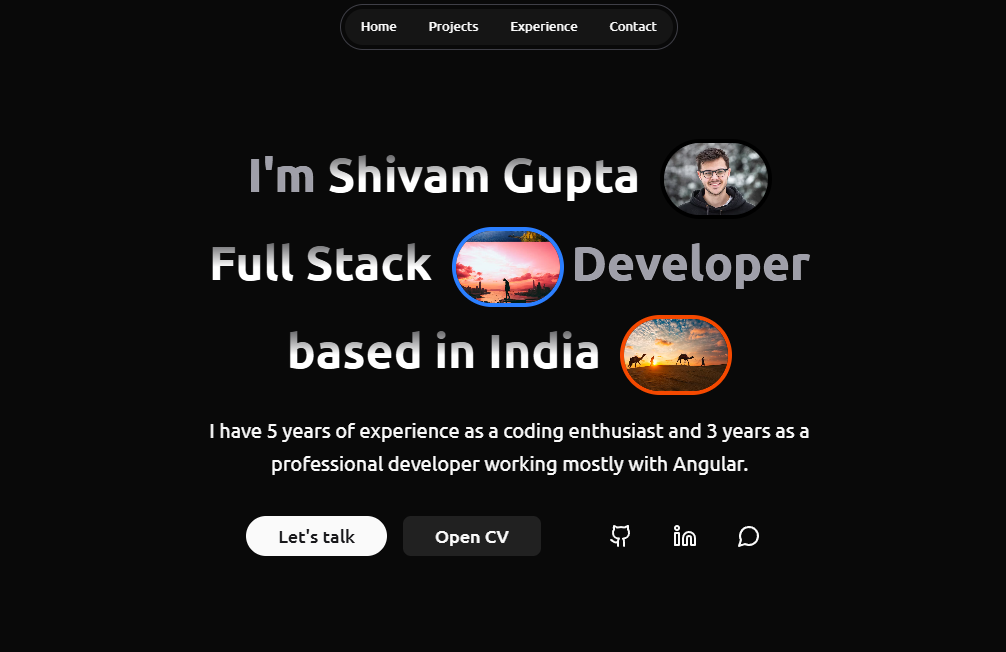 Home Projects Experience Contact
I'm Shivam Gupta
Full Stack Developer
based in India
I have 5 years of experience as a coding enthusiast and 3 years as a
professional developer working mostly with Angular.
Let's talk Open CV